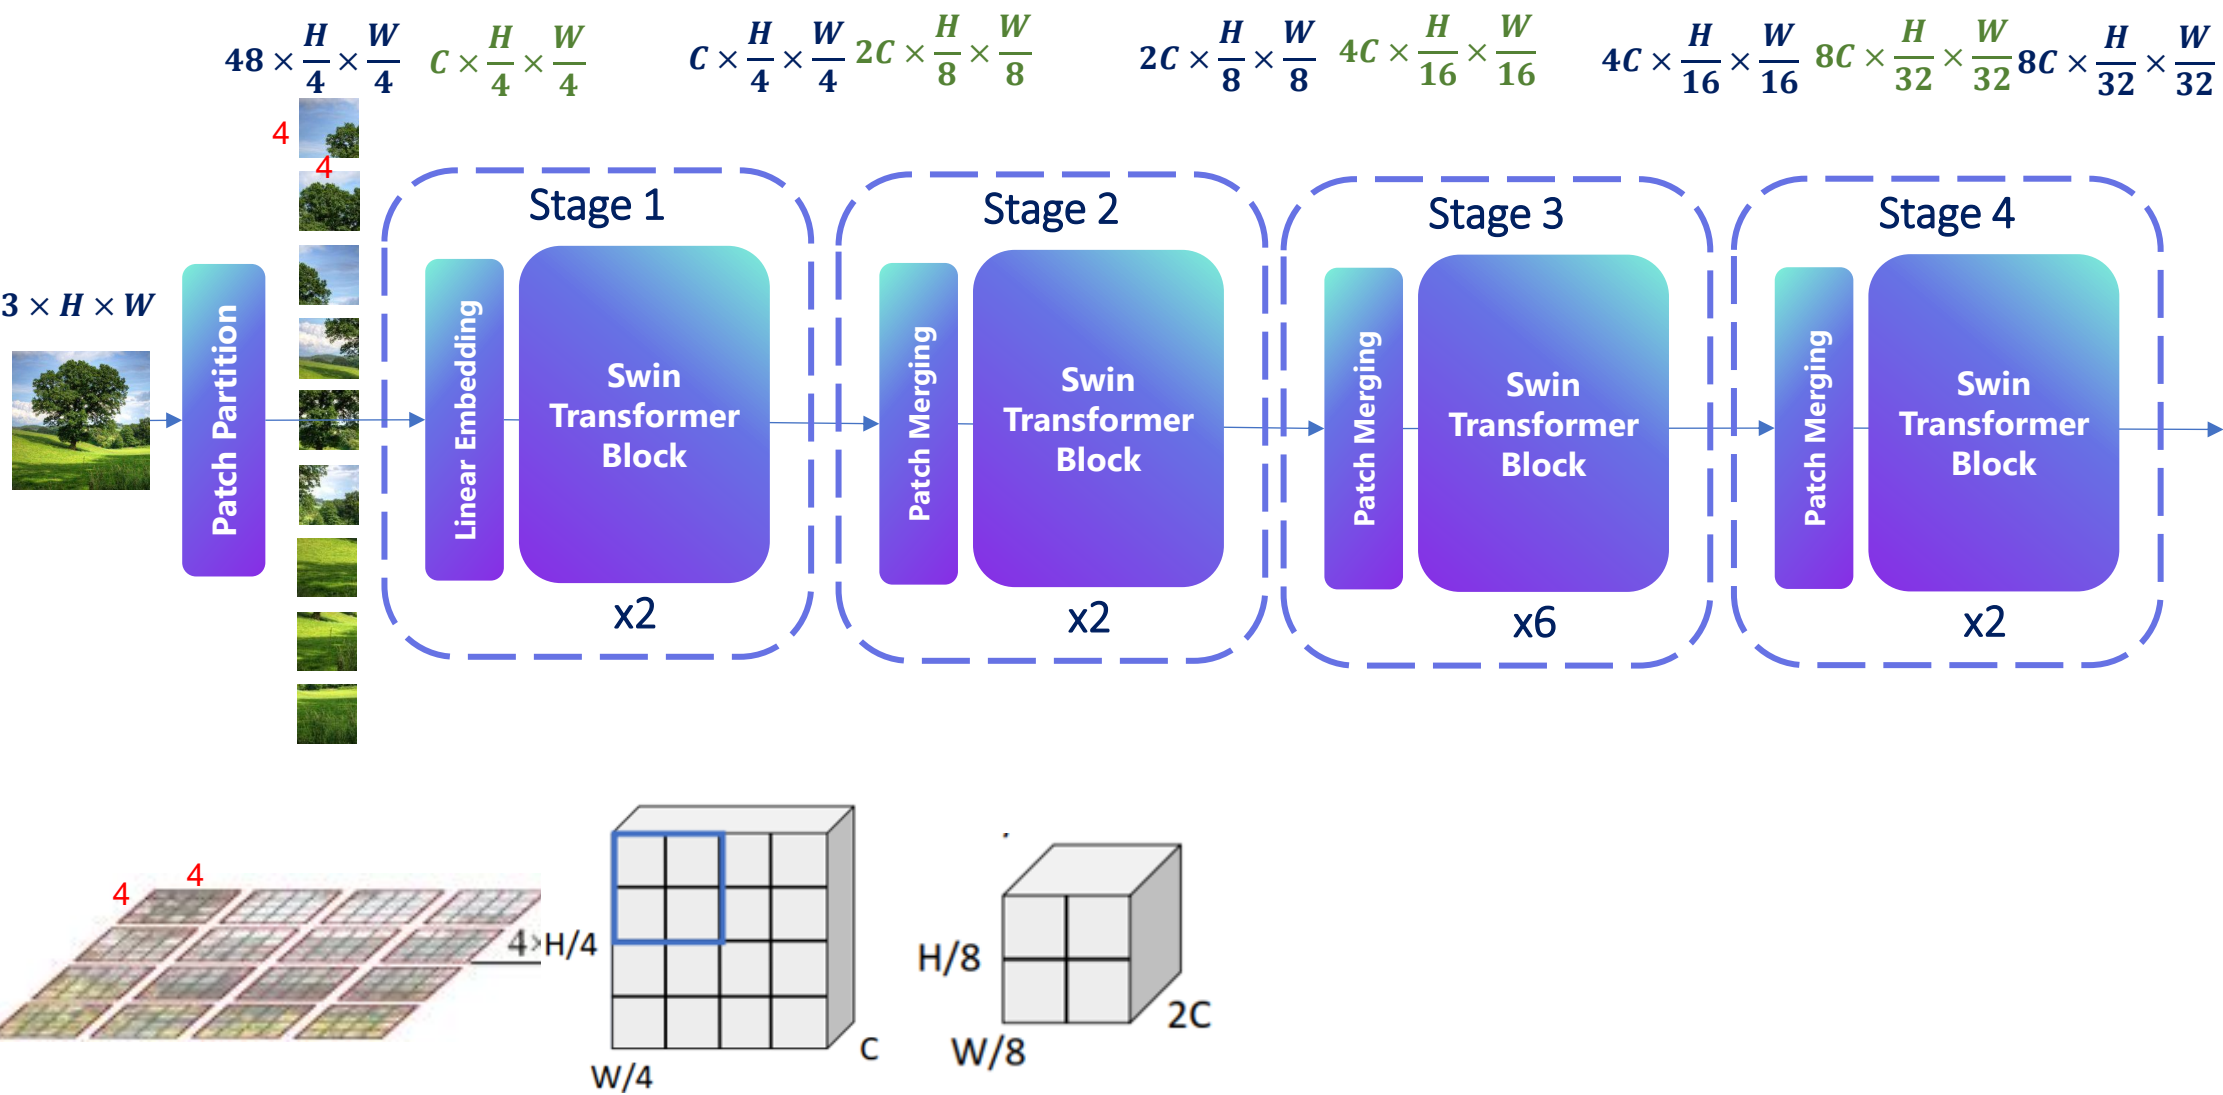 48 × H/4 × W/4
C × H/4 × W/4
C × H/4 × W/4
2C × H/8 × W/8
2C × H/8 × W/8
4C × H/16 × W/16
4C × H/16 × W/16
8C × H/32 × W/32
8C × H/32 × W/32
4
4
3 × H × W
Patch Partition
Stage 1
Linear Embedding
Swin
Transformer
Block
x2
Stage 2
Patch Merging
Swin
Transformer
Block
x2
Stage 3
Patch Merging
Swin
Transformer
Block
x6
Stage 4
Patch Merging
Swin
Transformer
Block
x2
4
4
4×
H/4
W/4
C
H/8
W/8
2C